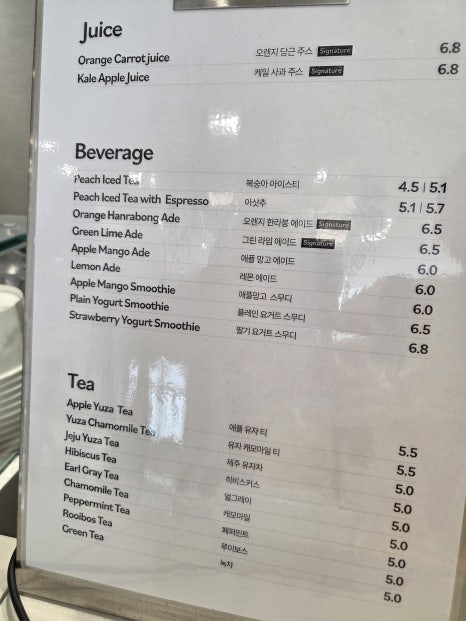 Juice
Orange Carrot juice 오렌지 당근 주스 Signature 6.8
Kale Apple Juice 케일 사과 주스 Signature 6.8
Beverage
Peach Iced Tea 복숭아 아이스티 4.5 | 5.1
Peach Iced Tea with Espresso 아샷추 5.1 | 5.7
Orange Hanrabong Ade 오렌지 한라봉 에이드 Signature 6.5
Green Lime Ade 그린 라임 에이드 Signature 6.5
Apple Mango Ade 애플 망고 에이드 6.0
Lemon Ade 레몬 에이드 6.0
Apple Mango Smoothie 애플망고 스무디 6.0
Plain Yogurt Smoothie 플레인 요거트 스무디 6.5
Strawberry Yogurt Smoothie 딸기 요거트 스무디 6.8
Tea
Apple Yuza Tea 애플 유자 티 5.5
Yuza Chamomile Tea 유자 캐모마일 티 5.5
Jeju Yuza Tea 제주 유자차 5.0
Hibiscus Tea 히비스커스 5.0
Earl Gray Tea 얼그레이 5.0
Chamomile Tea 캐모마일 5.0
Peppermint Tea 페퍼민트 5.0
Rooibos Tea 루이보스 5.0
Green Tea 녹차 5.0